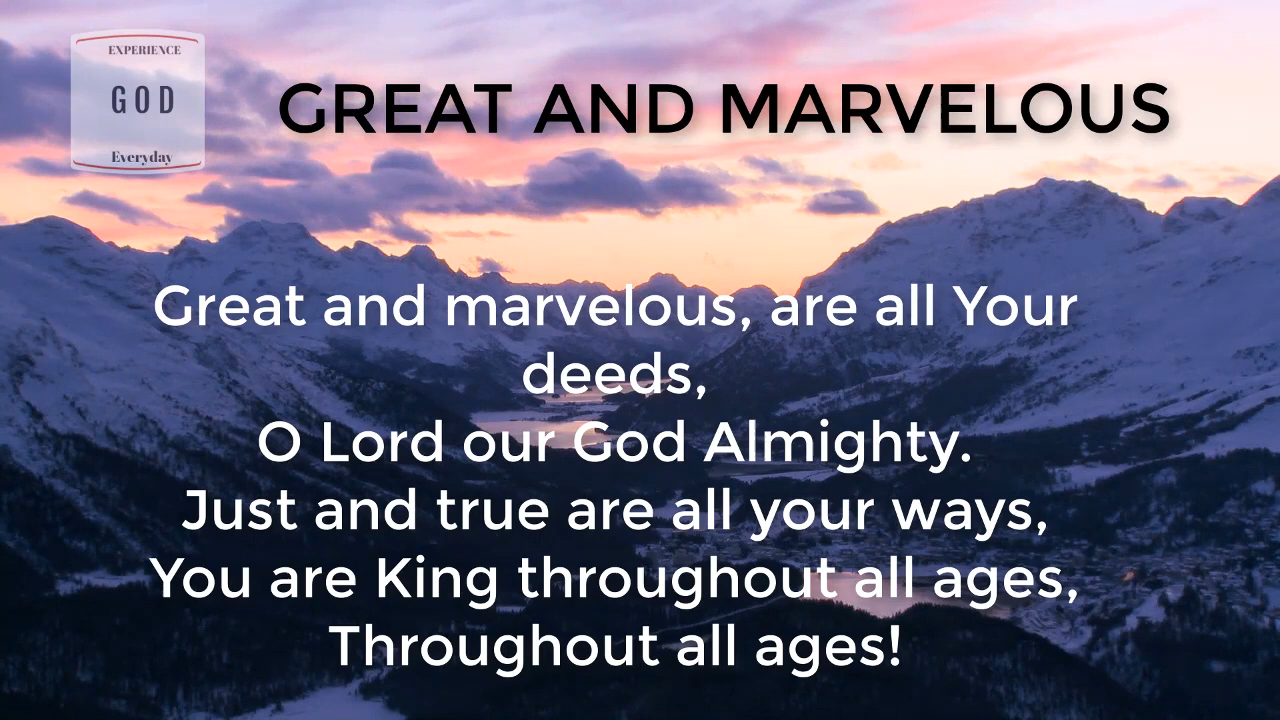 EXPERIENCE
GOD
Everyday
GREAT AND MARVELOUS
Great and marvelous, are all Your
deeds,
O Lord our God Almighty.
Just and true are all your ways,
You are King throughout all ages,
Throughout all ages!